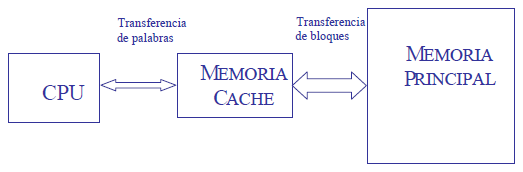 Transferencia
de palabras
Transferencia
de bloques
CPU
MEMORIA
CACHE
MEMORIA
PRINCIPAL